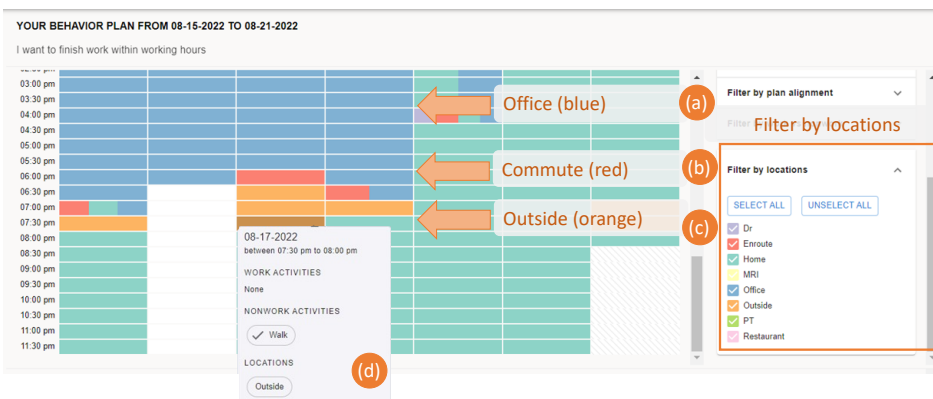 YOUR BEHAVIOR PLAN FROM 08-15-2022 TO 08-21-2022
I want to finish work within working hours
03:00 pm
03:30 pm
04:00 pm
04:30 pm
05:00 pm
05:30 pm
06:00 pm
06:30 pm
07:00 pm
07:30 pm
08:00 pm
08:30 pm
09:00 pm
09:30 pm
10:00 pm
10:30 pm
11:00 pm
11:30 pm
Office (blue)
Commute (red)
Outside (orange)
08-17-2022
between 07:30 pm to 08:00 pm
WORK ACTIVITIES
None
NONWORK ACTIVITIES
Walk
LOCATIONS
Outside
(d)
(a)
(b)
(c)
Filter by plan alignment
Filter by locations
Filter by locations
SELECT ALL UNSELECT ALL
Dr
Enroute
Home
MRI
Office
Outside
PT
Restaurant